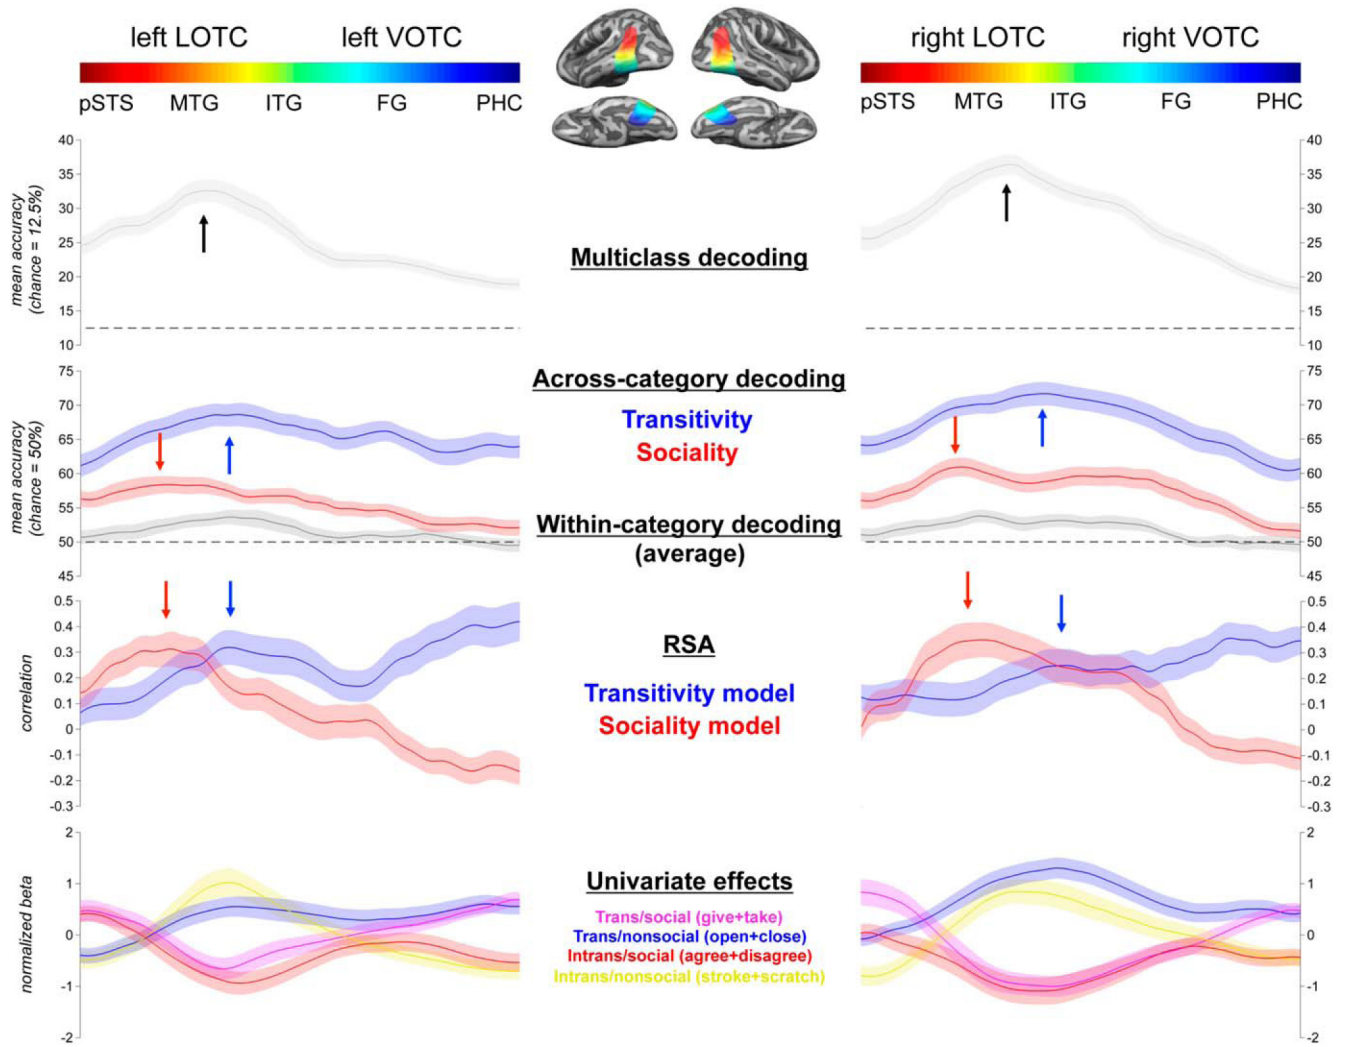 left LOTC left VOTC
right LOTC right VOTC
pSTS MTG ITG FG PHC
pSTS MTG ITG FG PHC
mean accuracy
(chance = 12.5%)
40
35
30
25
20
15
10
Multiclass decoding
40
35
30
25
20
15
10
mean accuracy
(chance = 50%)
75
70
65
60
55
50
45
Across-category decoding
Transitivity
Sociality
Within-category decoding
(average)
75
70
65
60
55
50
45
correlation
0.5
0.4
0.3
0.2
0.1
0
-0.1
-0.2
-0.3
RSA
Transitivity model
Sociality model
0.5
0.4
0.3
0.2
0.1
0
-0.1
-0.2
-0.3
normalized beta
2
1
0
-1
-2
Univariate effects
Trans/social (give+take)
Trans/nonsocial (open+close)
Intrans/social (agree+disagree)
Intrans/nonsocial (stroke+scratch)
2
1
0
-1
-2